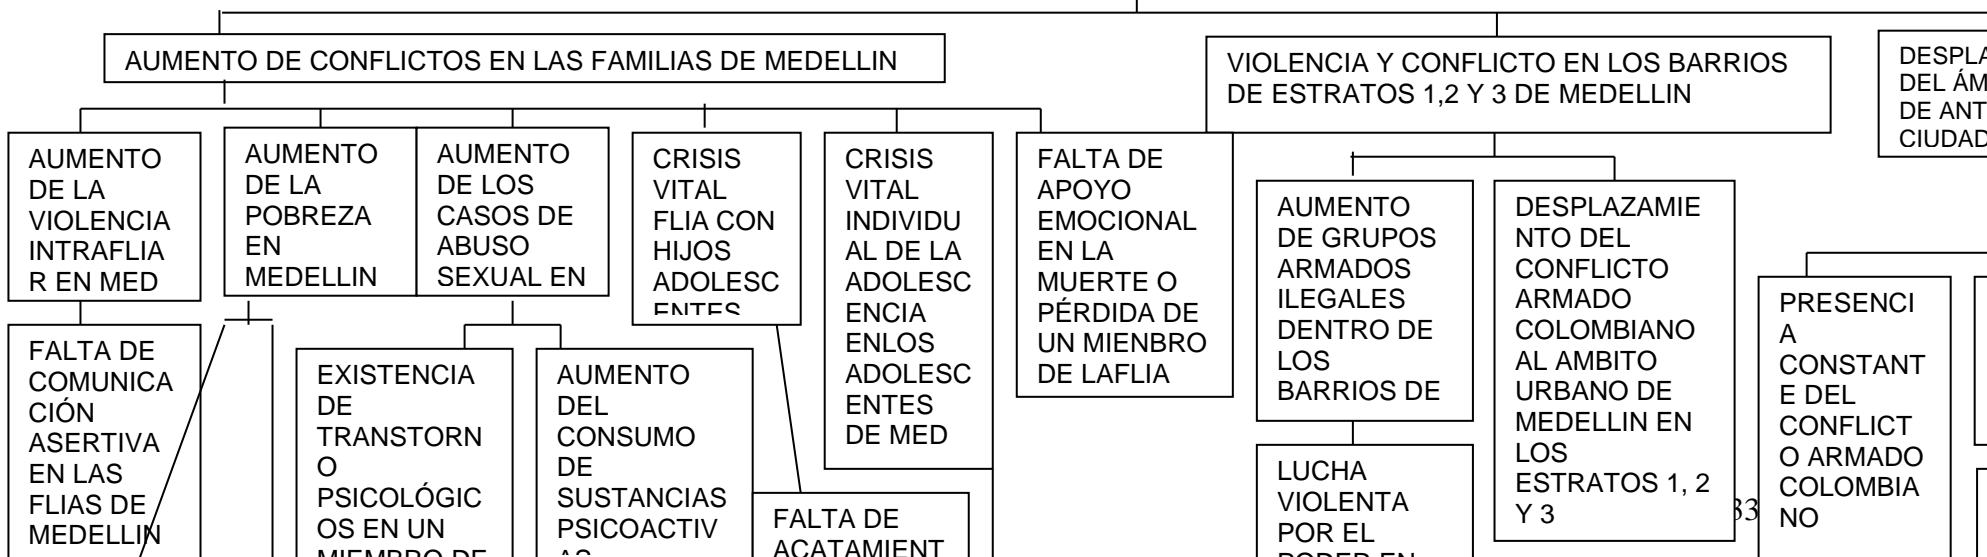 AUMENTO DE CONFLICTOS EN LAS FAMILIAS DE MEDELLIN
VIOLENCIA Y CONFLICTO EN LOS BARRIOS
DE ESTRATOS 1,2 Y 3 DE MEDELLIN
DEL ÁM
DE ANT
CIUDAD
AUMENTO
DE LA
VIOLENCIA
INTRAFLIA
R EN MED
AUMENTO
DE LA
POBREZA
EN
MEDELLIN
AUMENTO
DE LOS
CASOS DE
ABUSO
SEXUAL EN
CRISIS
VITAL
FLIA CON
HIJOS
ADOLESC
ENTES
CRISIS
VITAL
INDIVIDU
AL DE LA
ADOLESC
ENCIA
ENLOS
ADOLESC
ENTES
DE MED
FALTA DE
APOYO
EMOCIONAL
EN LA
MUERTE O
PÉRDIDA DE
UN MIENBRO
DE LAFLIA
AUMENTO
DE GRUPOS
ARMADOS
ILEGALES
DENTRO DE
LOS
BARRIOS DE
DESPLAZAMIE
NTO DEL
CONFLICTO
ARMADO
COLOMBIANO
AL AMBITO
URBANO DE
MEDELLIN EN
LOS
ESTRATOS 1, 2
Y 3
PRESENCI
A
CONSTANT
E DEL
CONFLICT
O ARMADO
COLOMBIA
NO
FALTA DE
COMUNICA
CIÓN
ASERTIVA
EN LAS
FLIAS DE
MEDELLIN
EXISTENCIA
DE
TRANSTORN
O
PSICOLÓGIC
OS EN UN
MIEMBRO DE
AUMENTO
DEL
CONSUMO
DE
SUSTANCIAS
PSICOACTIV
AS
FALTA DE
ACATAMIENT
LUCHA
VIOLENTA
POR EL
PODER EN
33